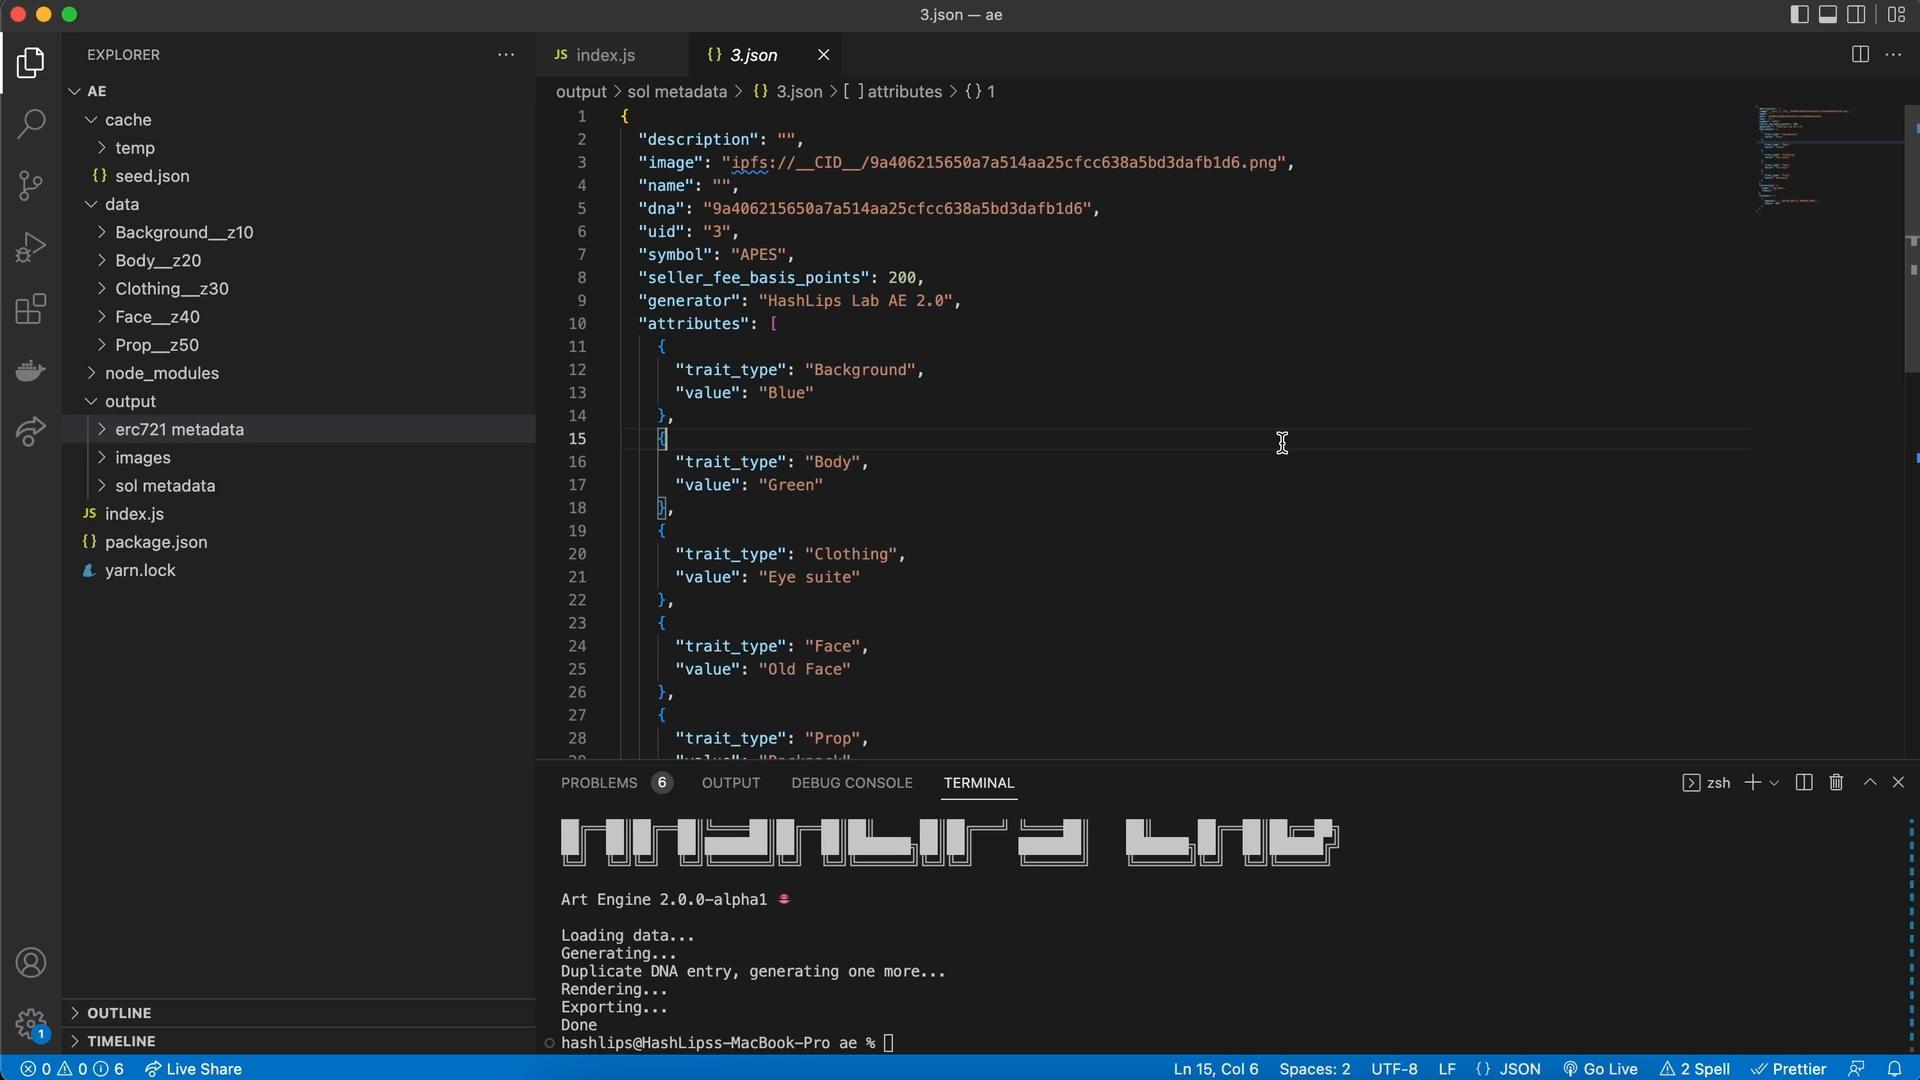 3.json — ae
EXPLORER
AE
cache
temp
seed.json
data
Background__z10
Body__z20
Clothing__z30
Face__z40
Prop__z50
node_modules
output
erc721 metadata
images
sol metadata
JS index.js
package.json
yarn.lock
OUTLINE
TIMELINE
1
JS index.js
{} 3.json
output > sol metadata > {} 3.json > [ ] attributes > {} 1
1 {
2 "description": "",
3 "image": "ipfs://__CID__/9a406215650a7a514aa25cfcc638a5bd3dafb1d6.png",
4 "name": "",
5 "dna": "9a406215650a7a514aa25cfcc638a5bd3dafb1d6",
6 "uid": "3",
7 "symbol": "APES",
8 "seller_fee_basis_points": 200,
9 "generator": "HashLips Lab AE 2.0",
10 "attributes": [
11 {
12 "trait_type": "Background",
13 "value": "Blue"
14 },
15 {
16 "trait_type": "Body",
17 "value": "Green"
18 },
19 {
20 "trait_type": "Clothing",
21 "value": "Eye suite"
22 },
23 {
24 "trait_type": "Face",
25 "value": "Old Face"
26 },
27 {
28 "trait_type": "Prop",
PROBLEMS 6 OUTPUT DEBUG CONSOLE TERMINAL
zsh
Art Engine 2.0.0-alpha1
Loading data...
Generating...
Duplicate DNA entry, generating one more...
Rendering...
Exporting...
Done
hashlips@HashLipss-MacBook-Pro ae %
0 0 6 Live Share
Ln 15, Col 6 Spaces: 2 UTF-8 LF {} JSON Go Live 2 Spell Prettier